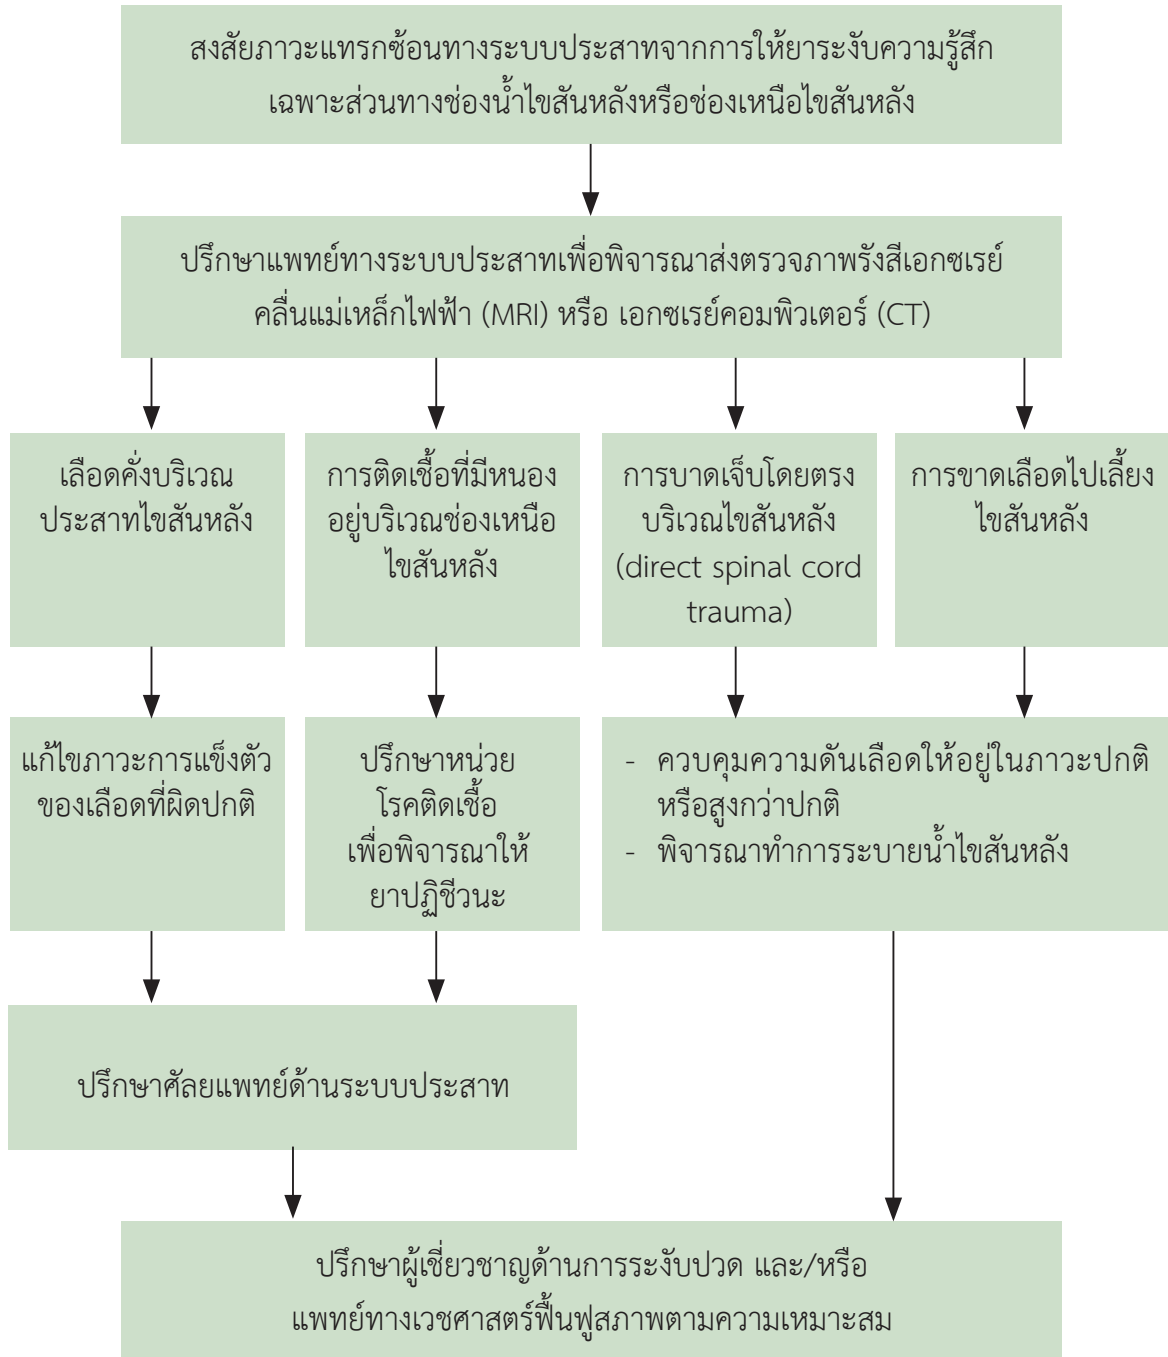 สงสัยภาวะแทรกซ้อนทางระบบประสาทจากการให้ยาระงับความรู้สึก
เฉพาะส่วนทางช่องน้ำไขสันหลังหรือช่องเหนือไขสันหลัง
ปรึกษาแพทย์ทางระบบประสาทเพื่อพิจารณาส่งตรวจภาพรังสีเอกซเรย์
คลื่นแม่เหล็กไฟฟ้า (MRI) หรือ เอกซเรย์คอมพิวเตอร์ (CT)
เลือดคั่งบริเวณ
ประสาทไขสันหลัง
การติดเชื้อที่มีหนอง
อยู่บริเวณช่องเหนือ
ไขสันหลัง
การบาดเจ็บโดยตรง
บริเวณไขสันหลัง
(direct spinal cord
trauma)
การขาดเลือดไปเลี้ยง
ไขสันหลัง
แก้ไขภาวะการแข็งตัว
ของเลือดที่ผิดปกติ
ปรึกษาหน่วย
โรคติดเชื้อ
เพื่อพิจารณาให้
ยาปฏิชีวนะ
- ควบคุมความดันเลือดให้อยู่ในภาวะปกติ
หรือสูงกว่าปกติ
- พิจารณาทำการระบายน้ำไขสันหลัง
ปรึกษาศัลยแพทย์ด้านระบบประสาท
ปรึกษาผู้เชี่ยวชาญด้านการระงับปวด และ/หรือ
แพทย์ทางเวชศาสตร์ฟื้นฟูสภาพตามความเหมาะสม